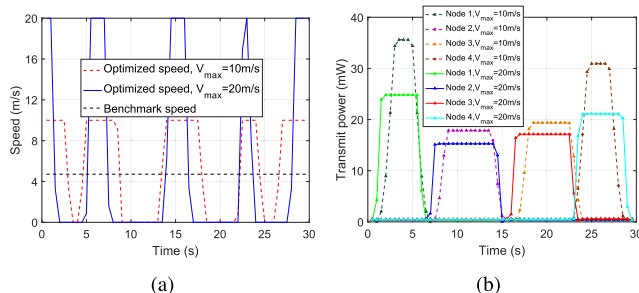 20
16
12
8
4
0
Speed (m/s)
Optimized speed, Vmax=10m/s
Optimized speed, Vmax=20m/s
Benchmark speed
0 5 10 15 20 25 30
Time (s)
(a)
40
30
20
10
0
Transmit power (mW)
Node 1,Vmax=10m/s
Node 2,Vmax=10m/s
Node 3,Vmax=10m/s
Node 4,Vmax=10m/s
Node 1,Vmax=20m/s
Node 2,Vmax=20m/s
Node 3,Vmax=20m/s
Node 4,Vmax=20m/s
0 5 10 15 20 25 30
Time (s)
(b)